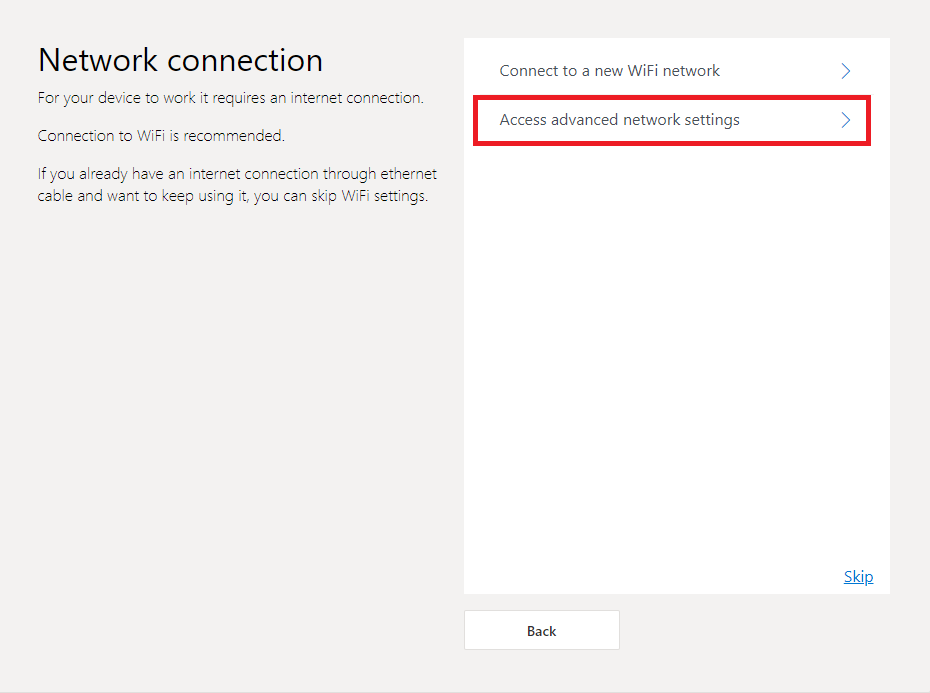 Network connection
For your device to work it requires an internet connection.
Connection to WiFi is recommended.
If you already have an internet connection through ethernet
cable and want to keep using it, you can skip WiFi settings.
Connect to a new WiFi network
Access advanced network settings
Skip
Back